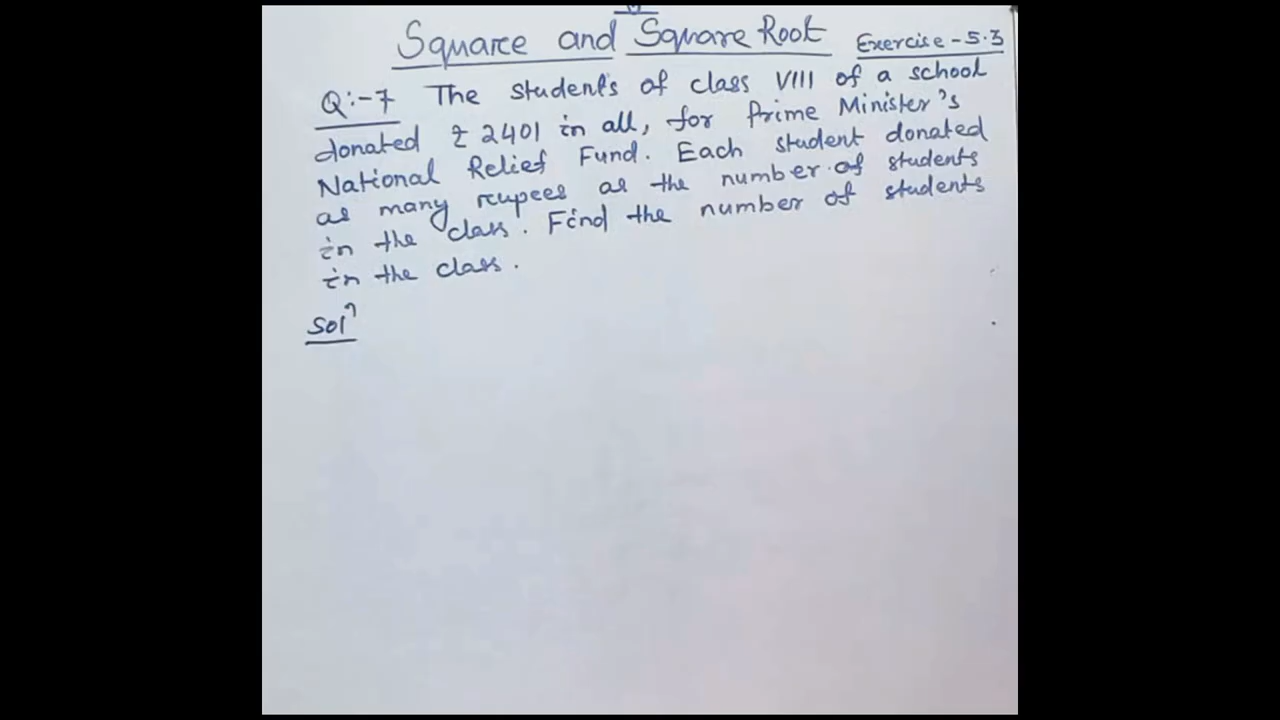 Square and Square Root Exercise - 5.3
Q:-7 The students of class VIII of a school
donated ₹ 2401 in all, for Prime Minister's
National Relief Fund. Each student donated
as many rupees as the number of students
in the class. Find the number of students
in the class.
Solⁿ